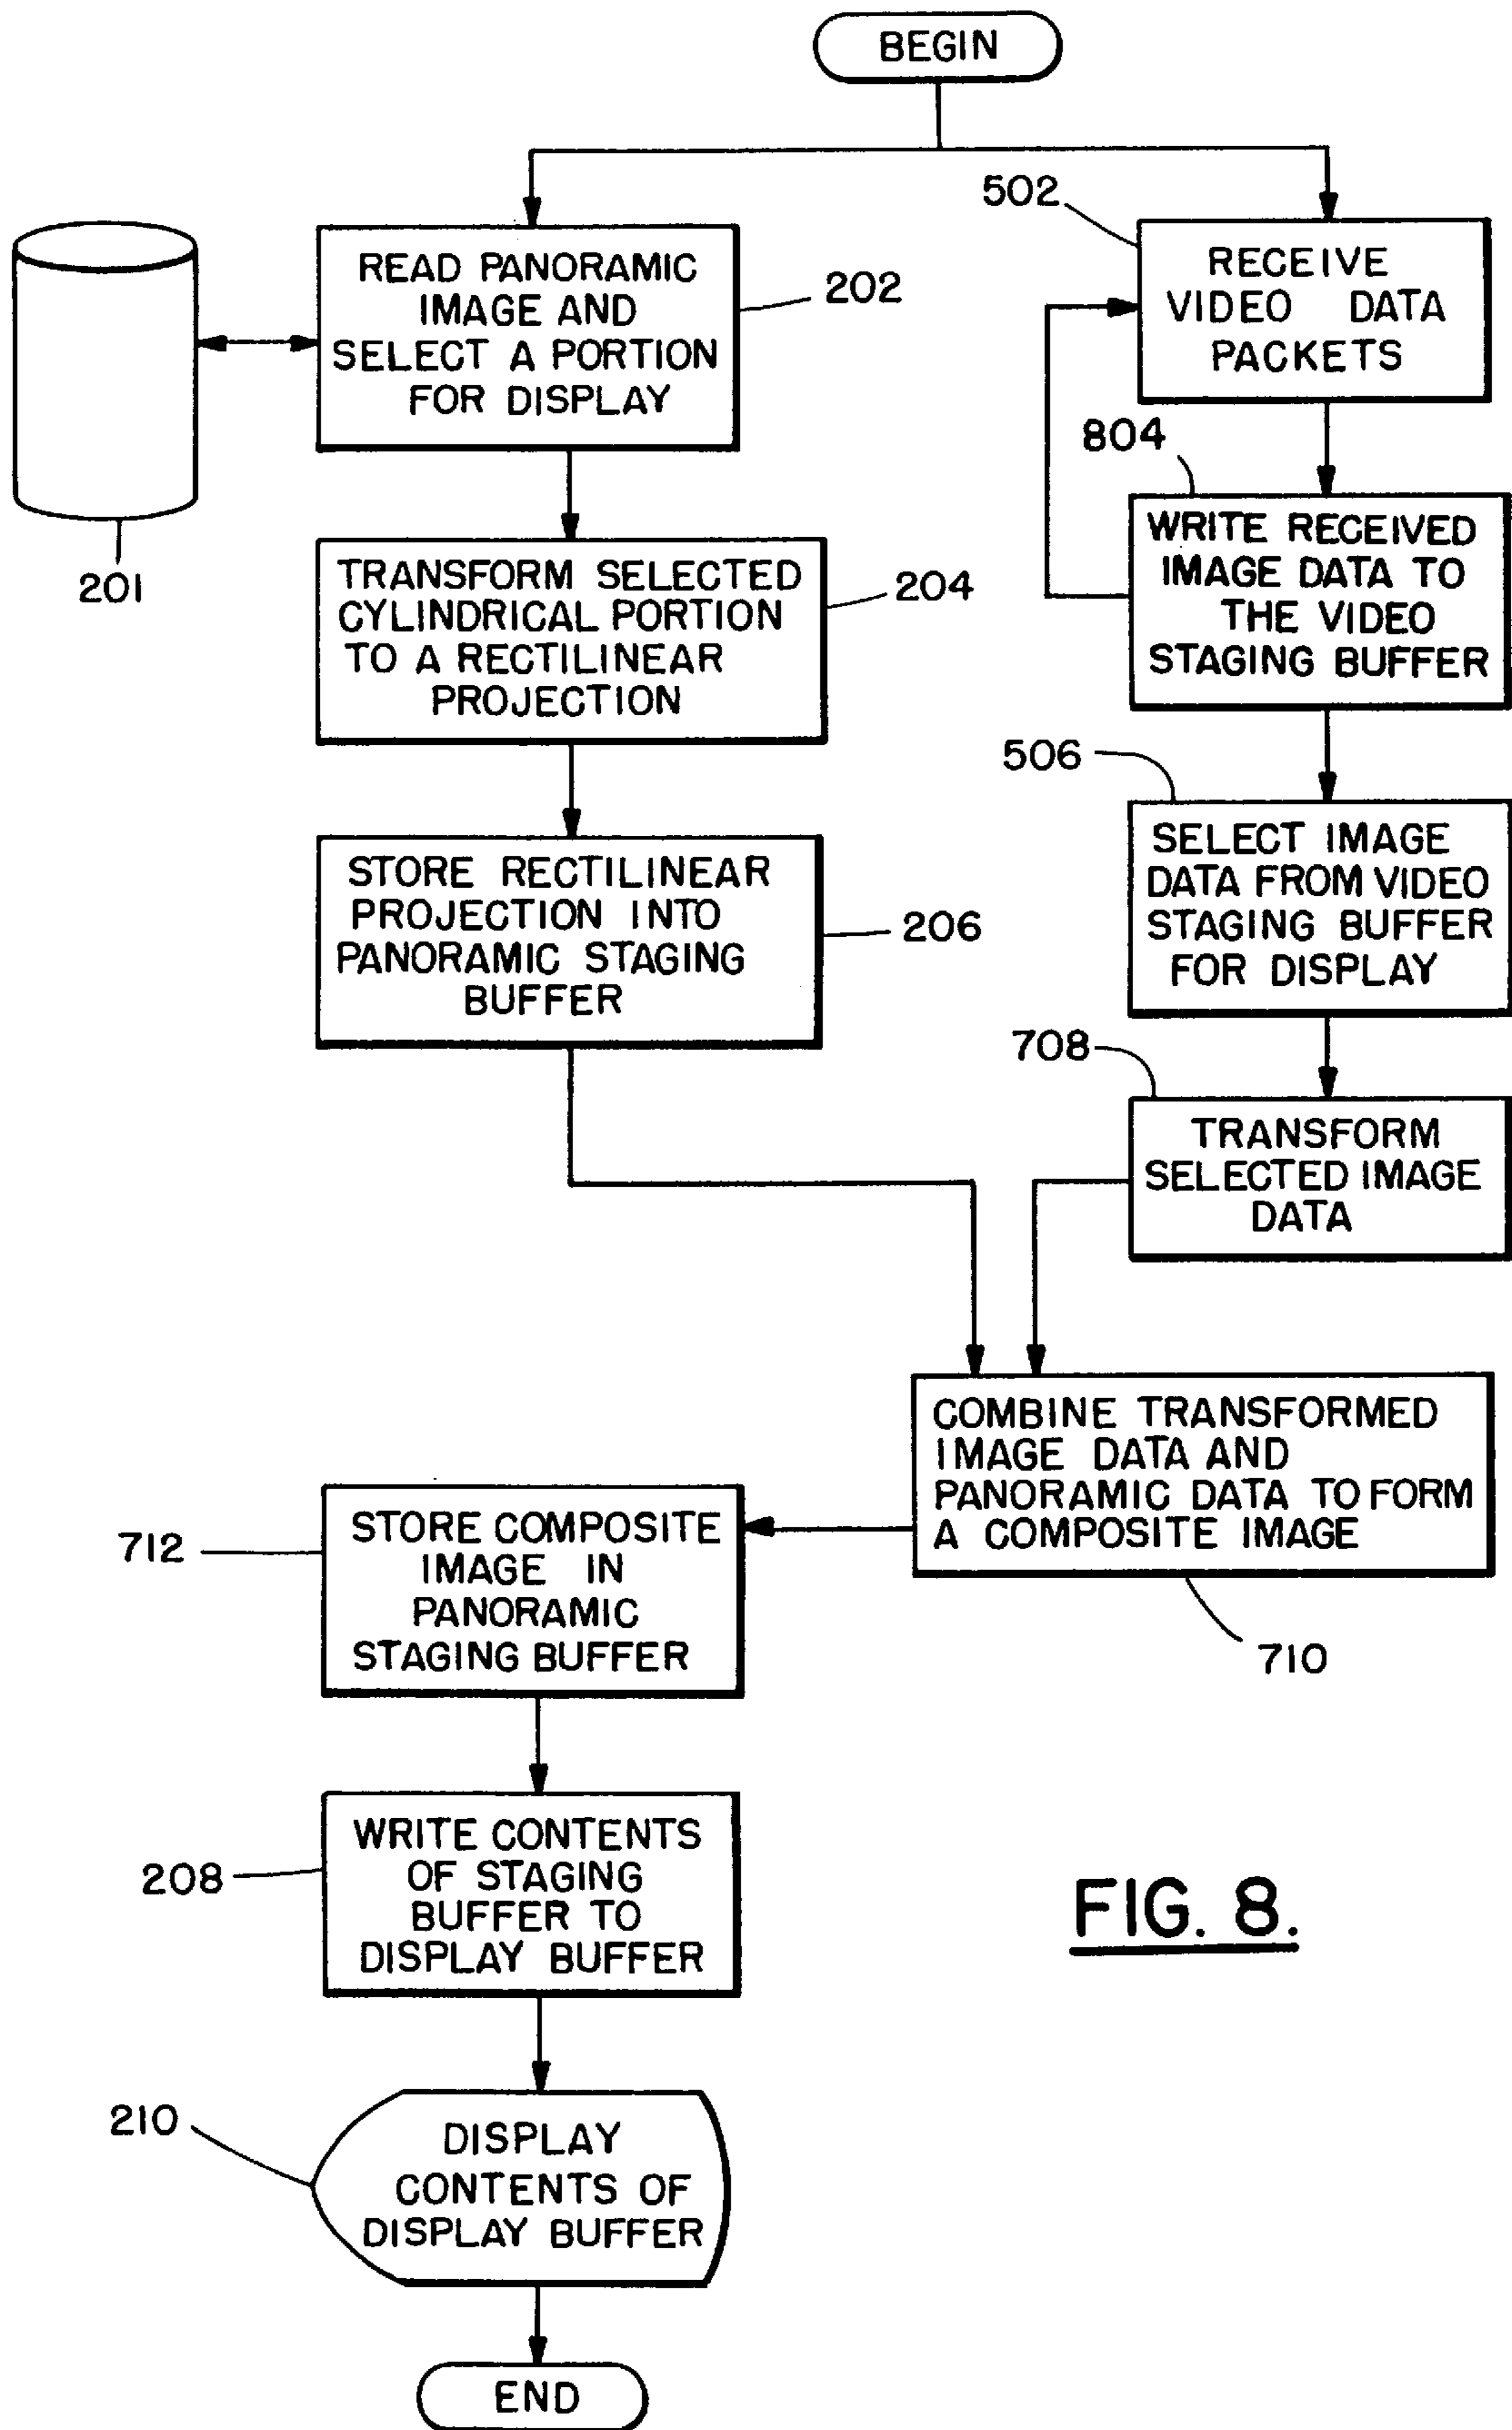 BEGIN
READ PANORAMIC
IMAGE AND
SELECT A PORTION
FOR DISPLAY
202
201
TRANSFORM SELECTED
CYLINDRICAL PORTION
TO A RECTILINEAR
PROJECTION
204
STORE RECTILINEAR
PROJECTION INTO
PANORAMIC STAGING
BUFFER
206
502
RECEIVE
VIDEO DATA
PACKETS
804
WRITE RECEIVED
IMAGE DATA TO
THE VIDEO
STAGING BUFFER
506
SELECT IMAGE
DATA FROM VIDEO
STAGING BUFFER
FOR DISPLAY
708
TRANSFORM
SELECTED IMAGE
DATA
COMBINE TRANSFORMED
IMAGE DATA AND
PANORAMIC DATA TO FORM
A COMPOSITE IMAGE
710
712
STORE COMPOSITE
IMAGE IN
PANORAMIC
STAGING BUFFER
208
WRITE CONTENTS
OF STAGING
BUFFER TO
DISPLAY BUFFER
210
DISPLAY
CONTENTS OF
DISPLAY BUFFER
END
FIG. 8.